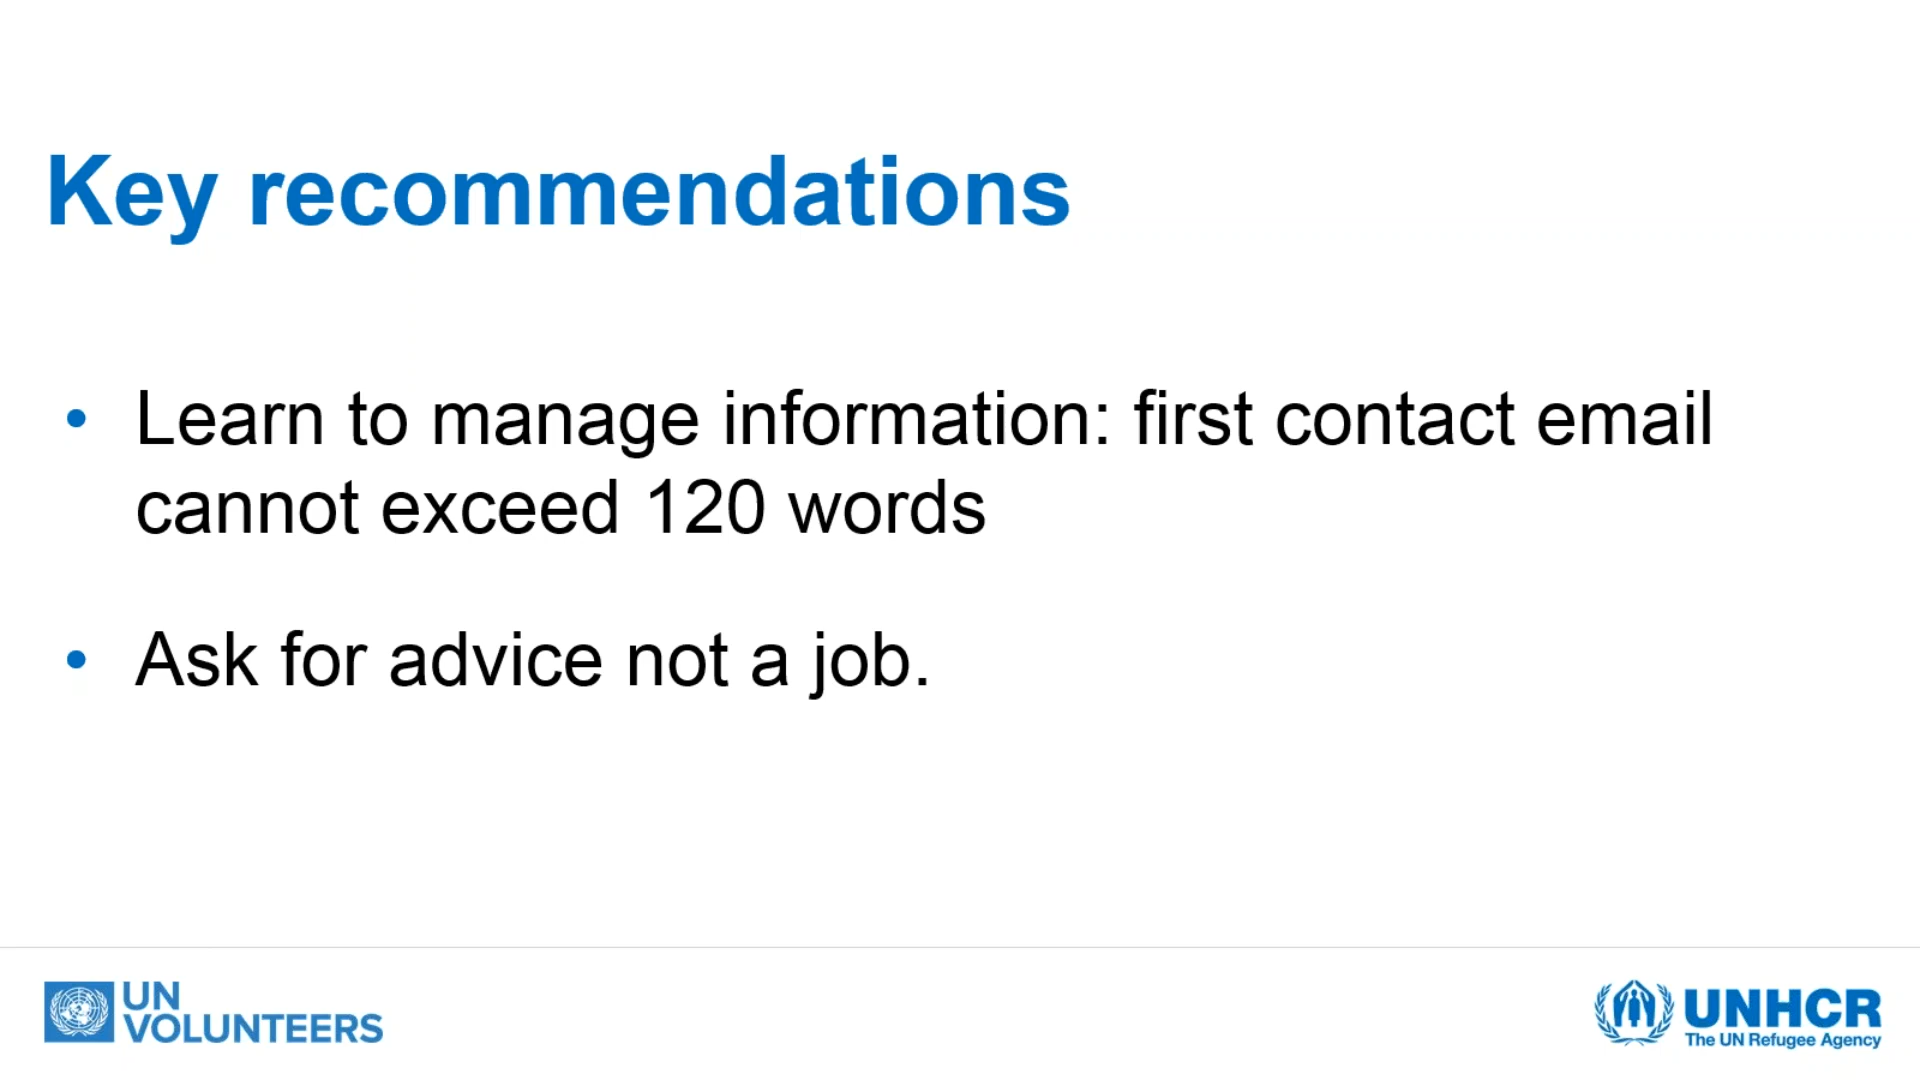 Key recommendations
• Learn to manage information: first contact email
cannot exceed 120 words
• Ask for advice not a job.
UN
VOLUNTEERS
UNHCR
The UN Refugee Agency